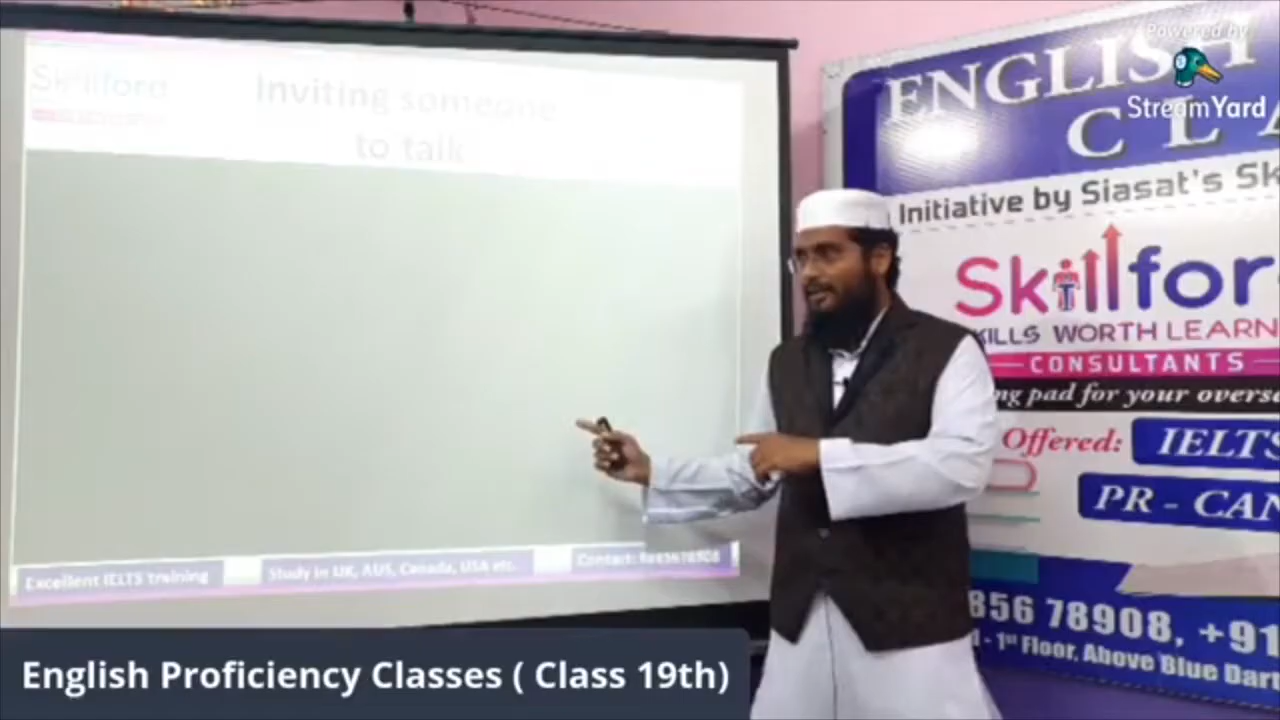 Skillford
Inviting someone
to talk
Excellent IELTS training
Study in UK, AUS, Canada, USA etc.
Contact:
Powered by
StreamYard
ENGLISH
CLA
Initiative by Siasat's Sk
Skillfor
SKILLS WORTH LEARN
CONSULTANTS
ng pad for your overse
Offered:
IELTS
PR - CAN
856 78908, +91
- 1st Floor, Above Blue Dart
English Proficiency Classes ( Class 19th)